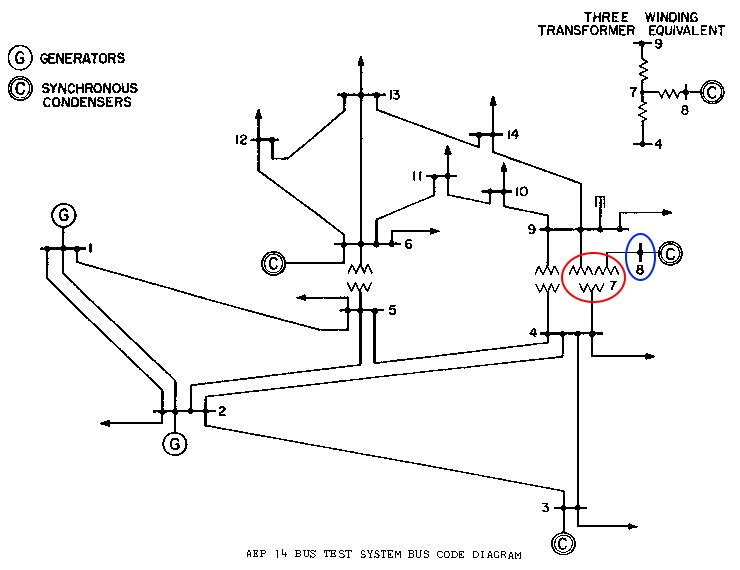 THREE WINDING
TRANSFORMER EQUIVALENT
9
7
8
C
4
G GENERATORS
C SYNCHRONOUS
CONDENSERS
13
12
14
11
10
9
6
C
G
1
C
8
7
5
4
2
G
3
C
AEP 14 BUS TEST SYSTEM BUS CODE DIAGRAM